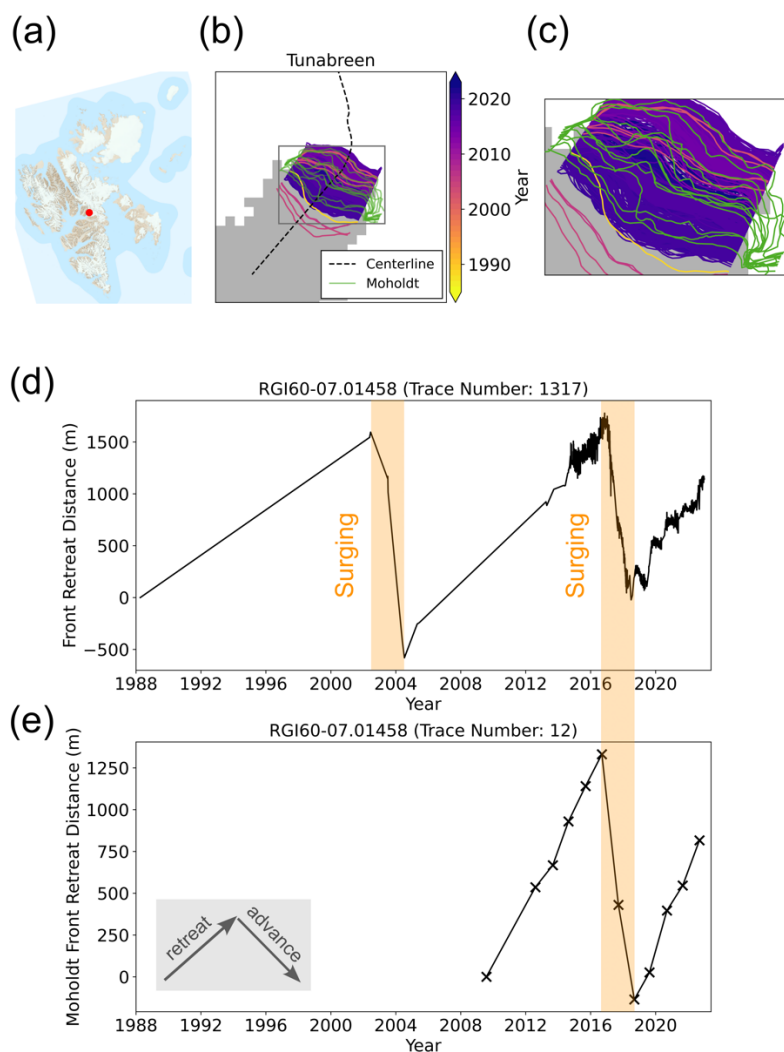 (a)
(b)
(c)
Tunabreen
2020
2010
2000
1990
Year
Centerline
Moholdt
(d)
RGI60-07.01458 (Trace Number: 1317)
Front Retreat Distance (m)
1500
1000
500
0
−500
Surging
Surging
1988 1992 1996 2000 2004 2008 2012 2016 2020
Year
(e)
RGI60-07.01458 (Trace Number: 12)
Moholdt Front Retreat Distance (m)
1250
1000
750
500
250
0
retreat
advance
1988 1992 1996 2000 2004 2008 2012 2016 2020
Year